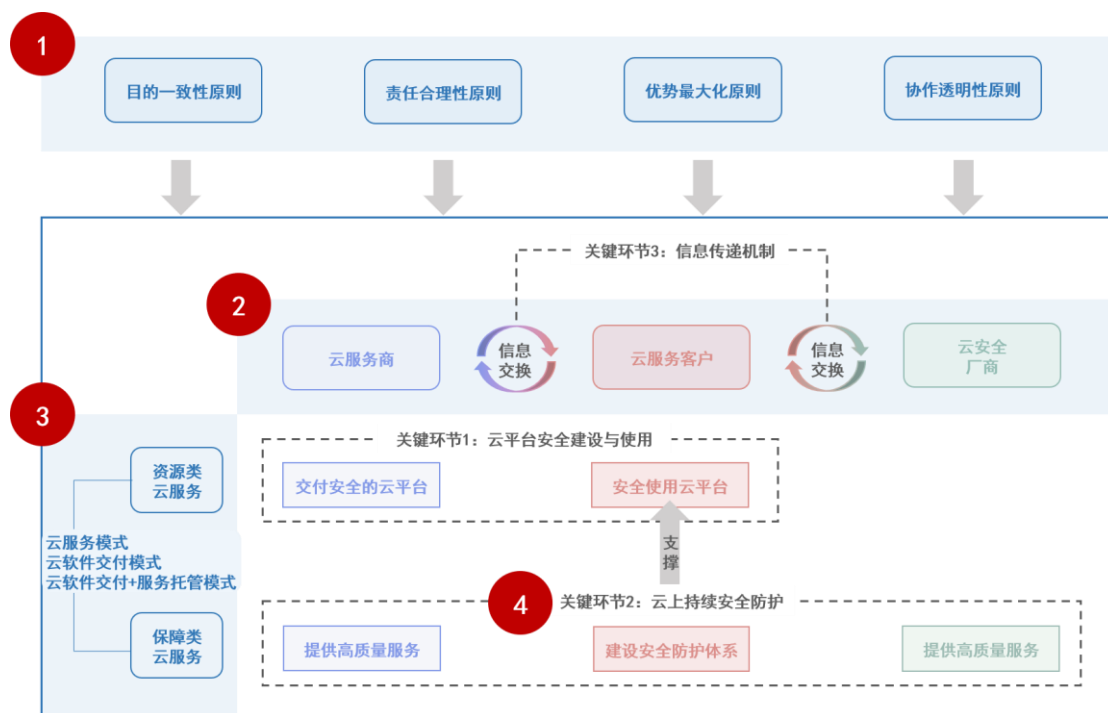 1
目的一致性原则
责任合理性原则
优势最大化原则
协作透明性原则
关键环节3：信息传递机制
2
云服务商
信息
交换
云服务客户
信息
交换
云安全
厂商
3
关键环节1：云平台安全建设与使用
资源类
云服务
交付安全的云平台
安全使用云平台
云服务模式
云软件交付模式
云软件交付+服务托管模式
支
撑
4
关键环节2：云上持续安全防护
保障类
云服务
提供高质量服务
建设安全防护体系
提供高质量服务